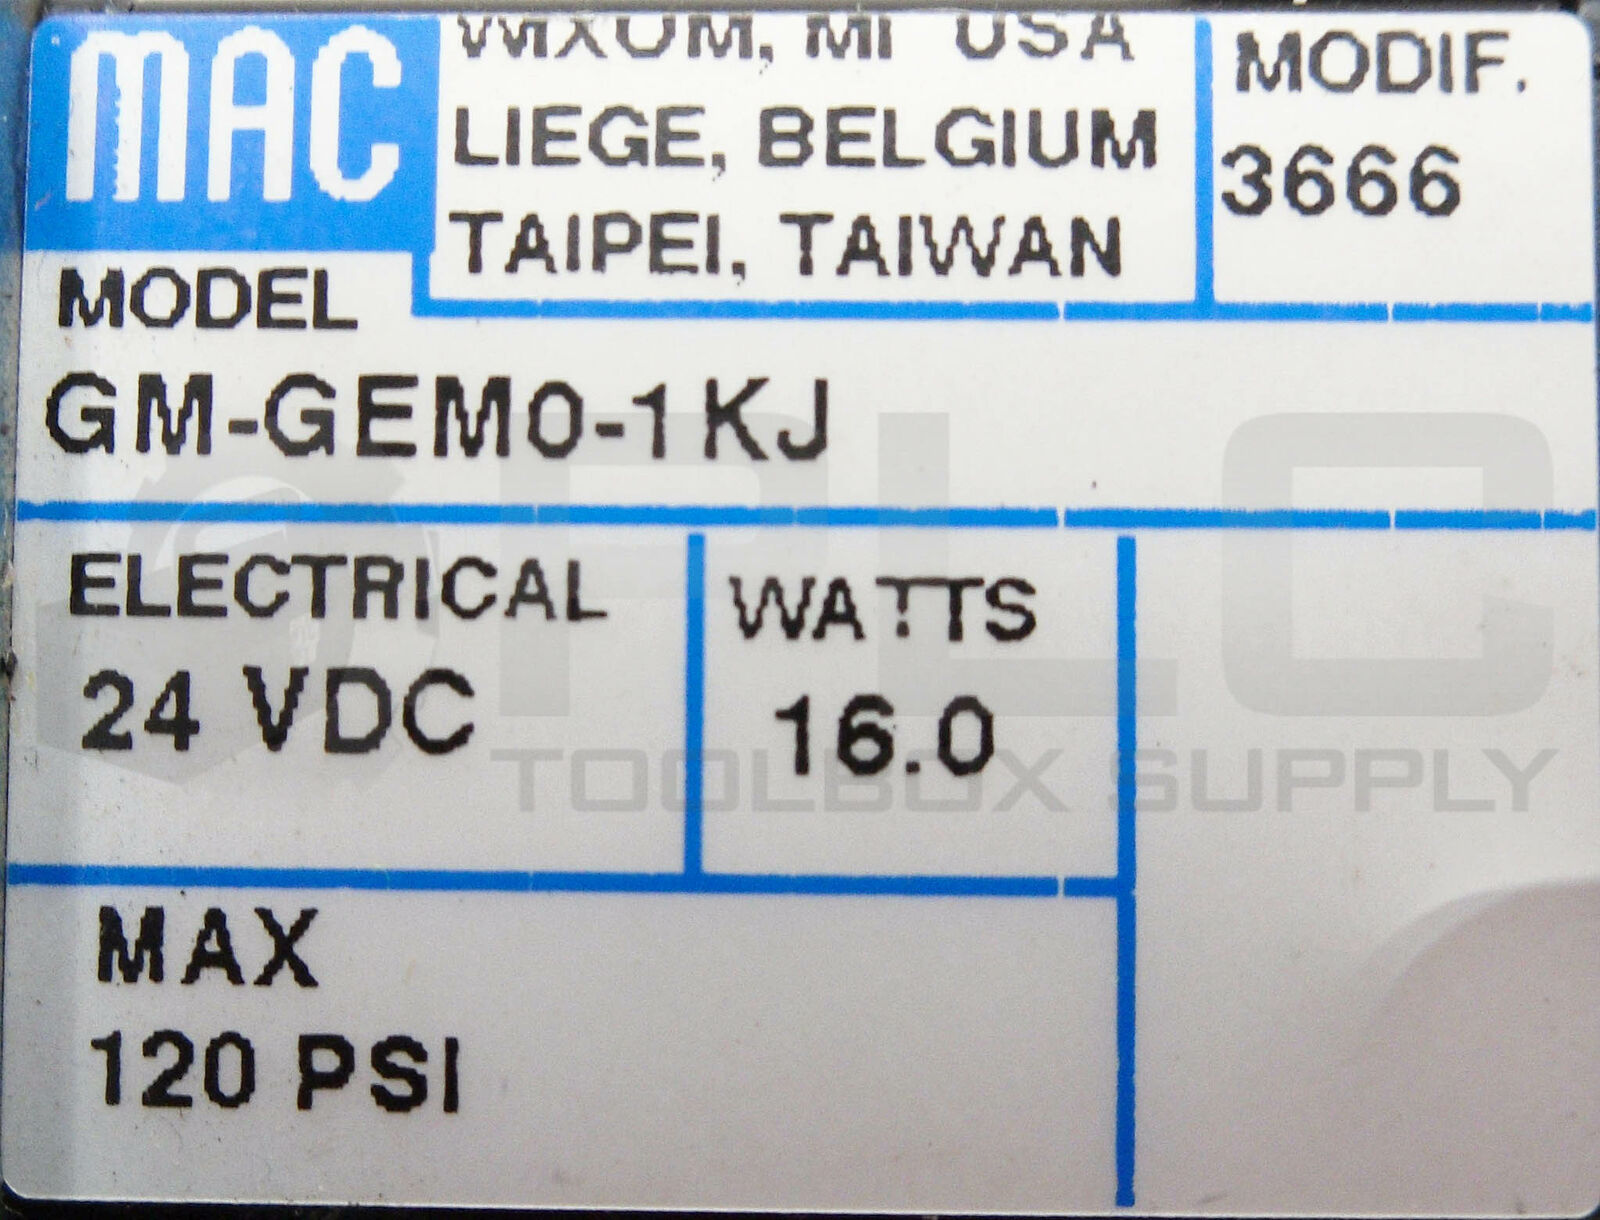 MAC
WIXOM, MI USA
LIEGE, BELGIUM
TAIPEI, TAIWAN
MODIF.
3666
MODEL
GM-GEM0-1KJ
ELECTRICAL
24 VDC
WATTS
16.0
MAX
120 PSI
PLC
TOOLBOX SUPPLY